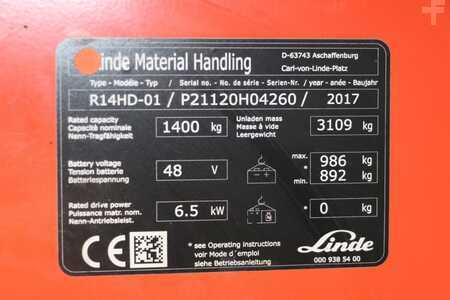 Linde Material Handling
D-63743 Aschaffenburg
Carl-von-Linde-Platz
Type - Modèle - Typ / Serial no. - No. de série - Serien-Nr. / year - année - Baujahr
R14HD-01 / P21120H04260 / 2017
Rated capacity
Capacité nominale
Nenn-Tragfähigkeit
1400 kg
Unladen mass
Masse à vide
Leergewicht
3109 kg
Battery voltage
Tension batterie
Batteriespannung
48 V
max. * 986 kg
min. * 892 kg
Rated drive power
Puissance matr. nom.
Nenn-Antriebsleist.
6.5 kW
* 0 kg
CE
* see Operating instructions
voir Mode d´emploi
siehe Betriebsanleitung
Linde
000 938 54 00